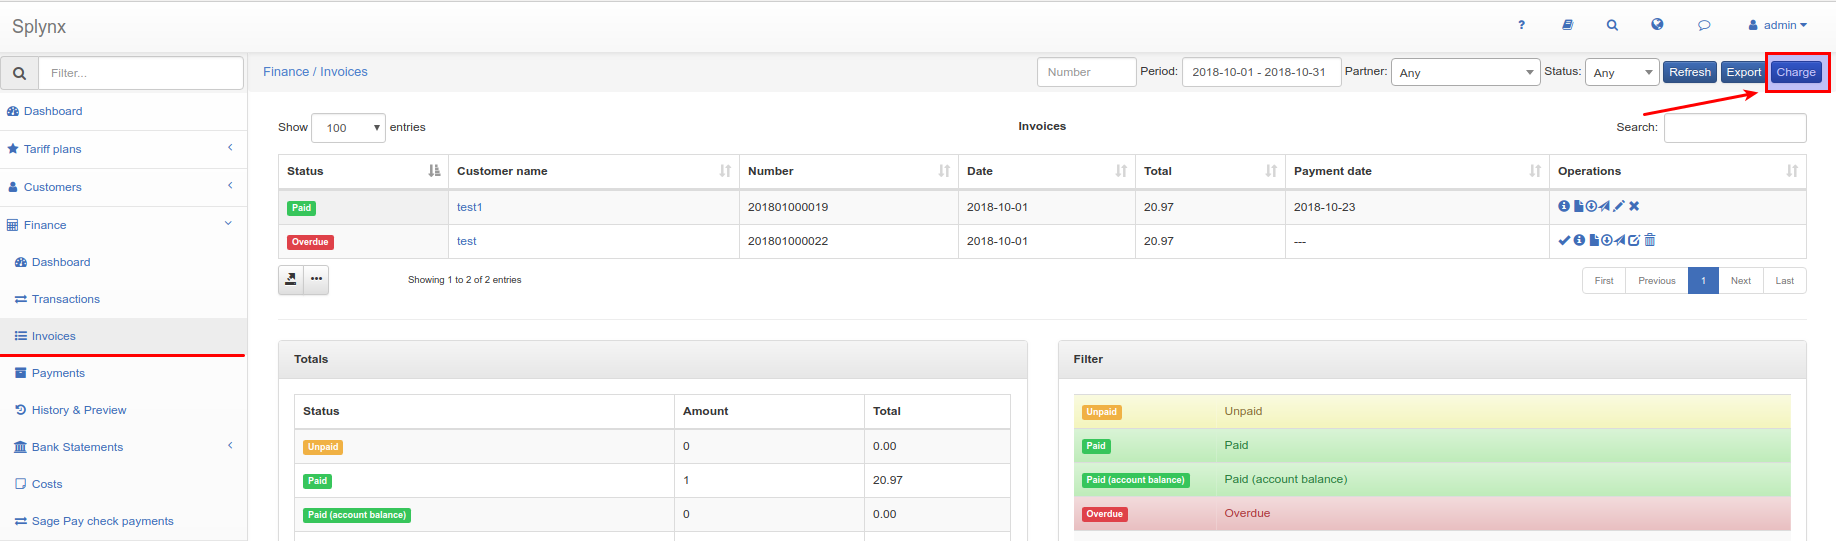 Splynx
? admin
Filter...
Finance / Invoices
Number Period: 2018-10-01 - 2018-10-31 Partner: Any Status: Any Refresh Export Charge
Dashboard
Tariff plans
Customers
Finance
Dashboard
Transactions
Invoices
Payments
History & Preview
Bank Statements
Costs
Sage Pay check payments
Show 100 entries
Invoices
Search:
Status Customer name Number Date Total Payment date Operations
Paid test1 201801000019 2018-10-01 20.97 2018-10-23
Overdue test 201801000022 2018-10-01 20.97 ---
Showing 1 to 2 of 2 entries
First Previous 1 Next Last
Totals
Status Amount Total
Unpaid 0 0.00
Paid 1 20.97
Paid (account balance) 0 0.00
Filter
Unpaid Unpaid
Paid Paid
Paid (account balance) Paid (account balance)
Overdue Overdue